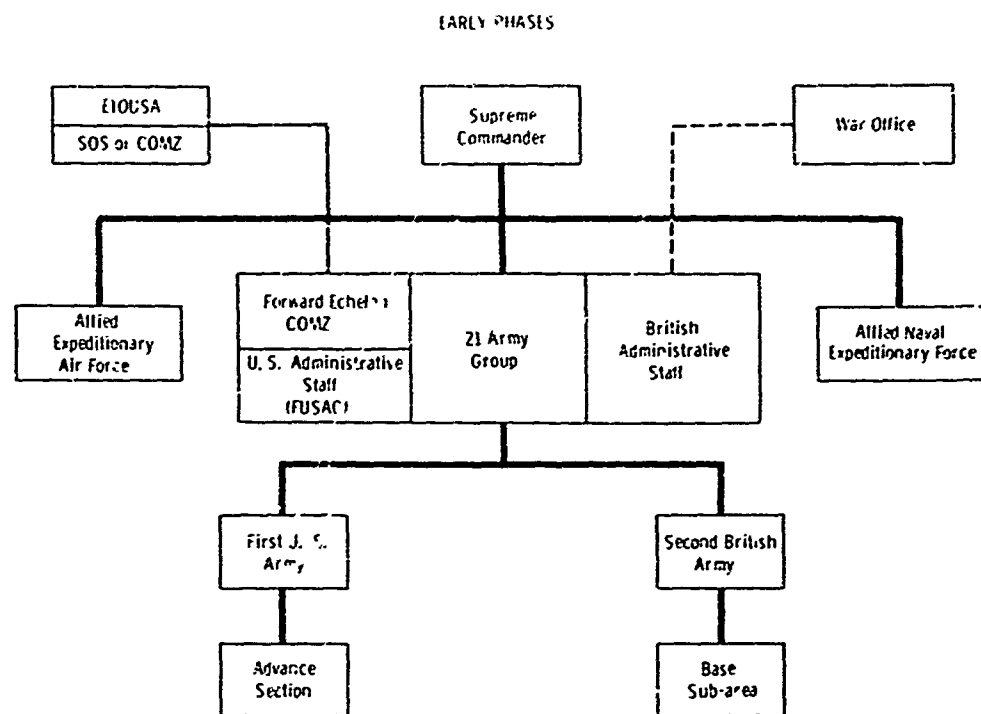 EARLY PHASES
ETOUSA
SOS or COMZ
Supreme
Commander
War Office
Allied
Expeditionary
Air Force
Forward Echelon
COMZ
U. S. Administrative
Staff
(FUSAG)
21 Army
Group
British
Administrative
Staff
Allied Naval
Expeditionary Force
First U. S.
Army
Second British
Army
Advance
Section
Base
Sub-area